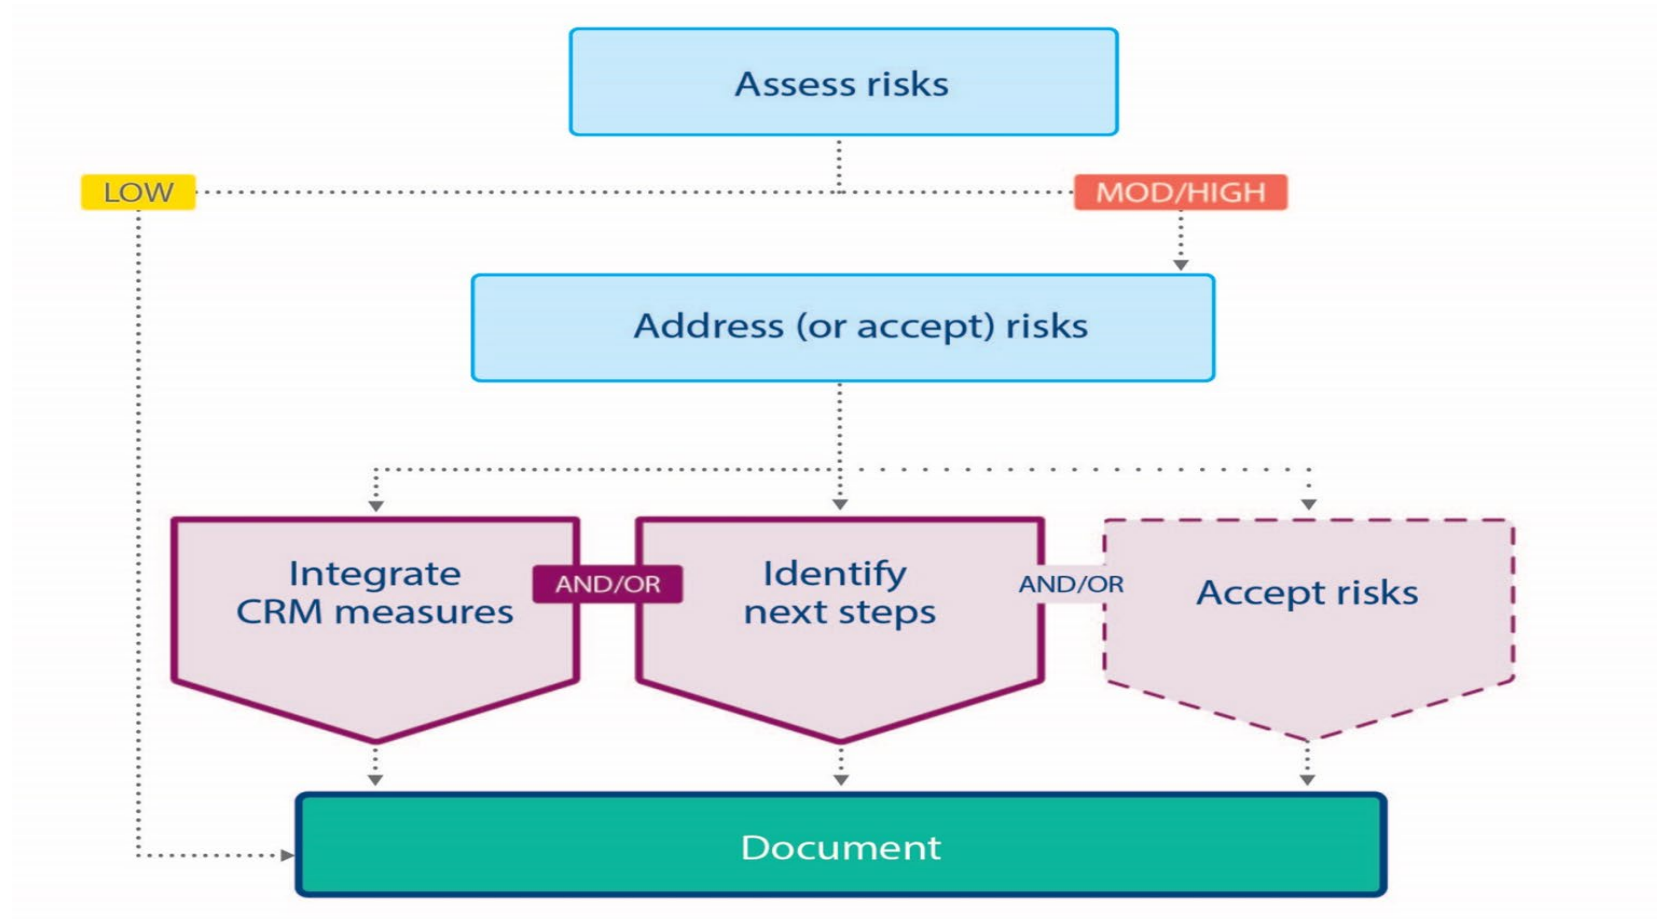 Assess risks
LOW
MOD/HIGH
Address (or accept) risks
Integrate
CRM measures
AND/OR
Identify
next steps
AND/OR
Accept risks
Document